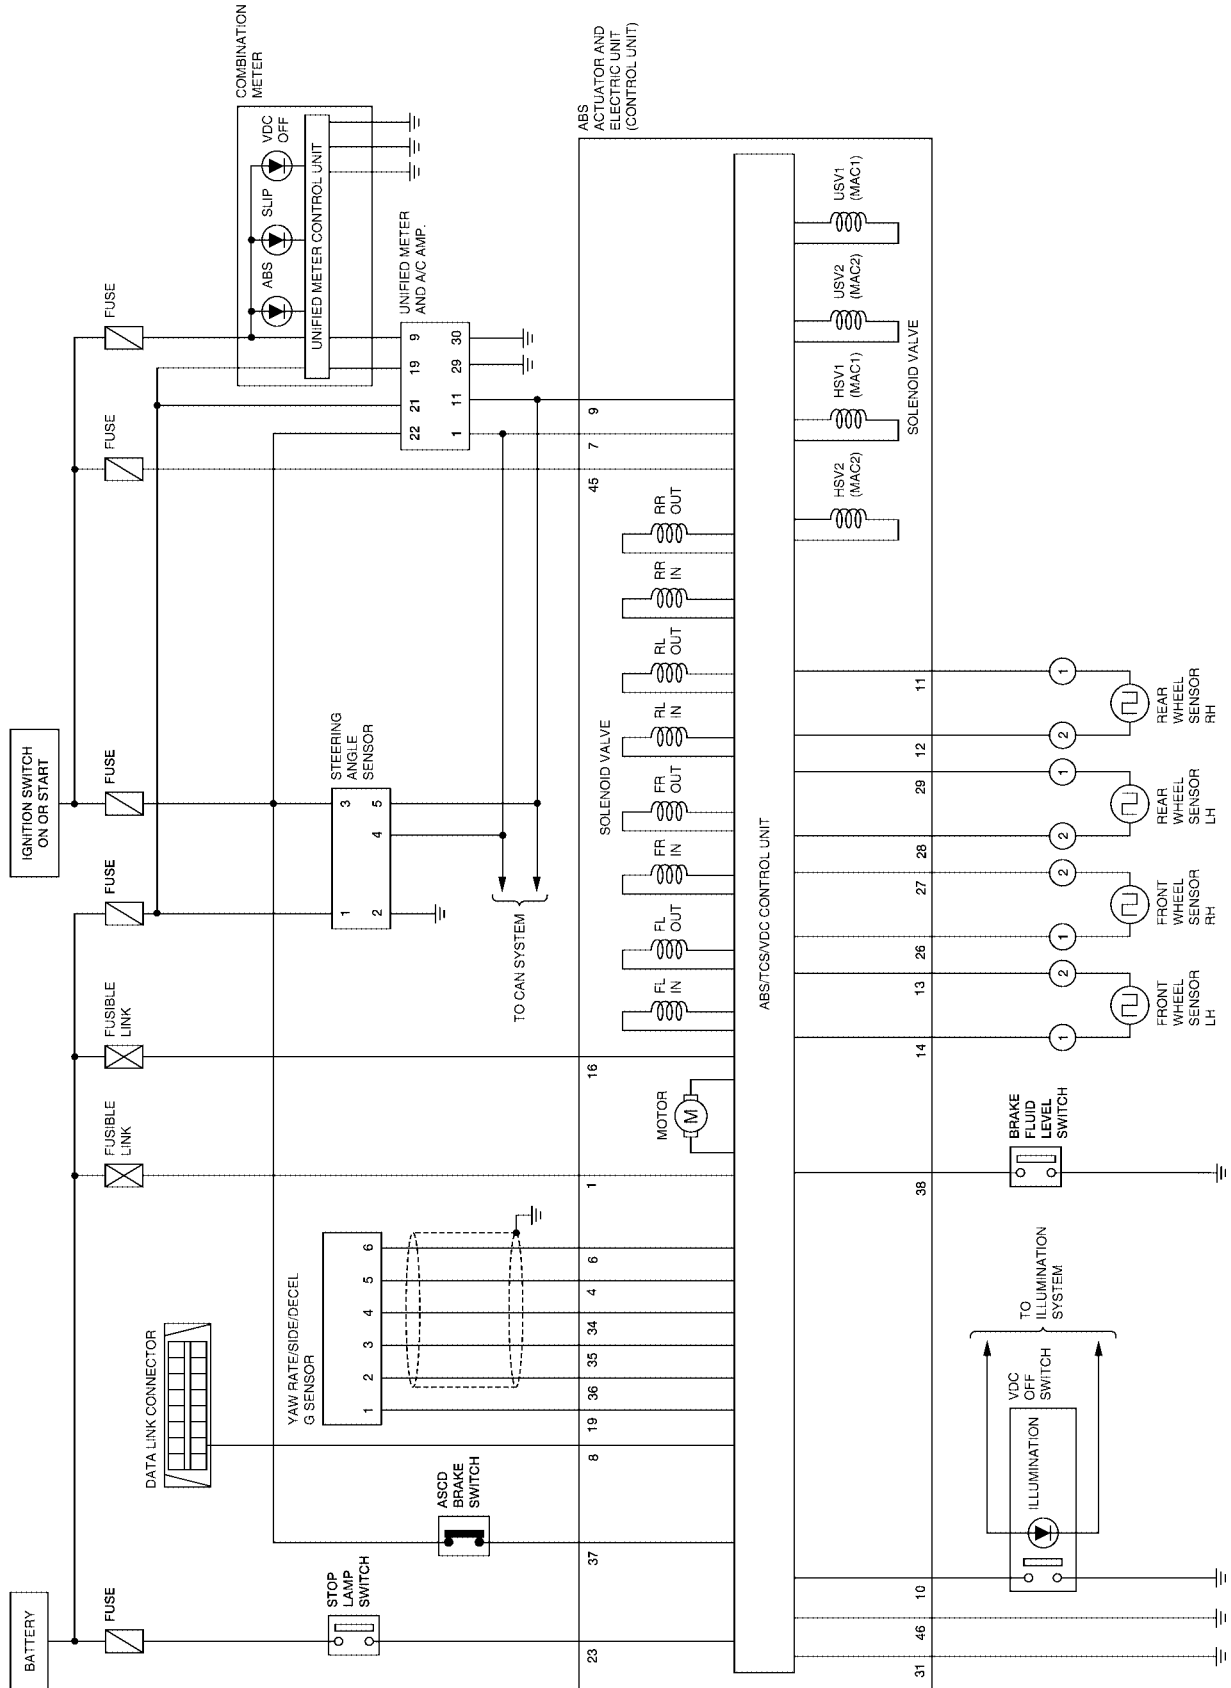 BATTERY
FUSE
STOP
LAMP
SWITCH
23
DATA LINK CONNECTOR
8
ASCD
BRAKE
SWITCH
37
YAW RATE/SIDE/DECEL
G SENSOR
1 2 3 4 5 6
19 36 35 34 4 6
FUSIBLE
LINK
1
FUSIBLE
LINK
16
IGNITION SWITCH
ON OR START
FUSE
FUSE
STEERING
ANGLE
SENSOR
1 3
2 4 5
TO CAN SYSTEM
FUSE
45
FUSE
COMBINATION
METER
ABS
SLIP
VDC
OFF
UNIFIED METER CONTROL UNIT
UNIFIED METER
AND A/C AMP.
22 21 19 9
1 11 29 30
7 9
ABS
ACTUATOR AND
ELECTRIC UNIT
(CONTROL UNIT)
MOTOR
M
SOLENOID VALVE
FL
IN
FL
OUT
FR
IN
FR
OUT
RL
IN
RL
OUT
RR
IN
RR
OUT
ABS/TCS/VDC CONTROL UNIT
HSV2
(MAC2)
HSV1
(MAC1)
USV2
(MAC2)
USV1
(MAC1)
SOLENOID VALVE
31 46 10 38 14 13 26 27 28 29 12 11
VDC
OFF
SWITCH
ILLUMINATION
TO
ILLUMINATION
SYSTEM
BRAKE
FLUID
LEVEL
SWITCH
1 2 1 2 2 1 2 1
FRONT
WHEEL
SENSOR
LH
FRONT
WHEEL
SENSOR
RH
REAR
WHEEL
SENSOR
LH
REAR
WHEEL
SENSOR
RH